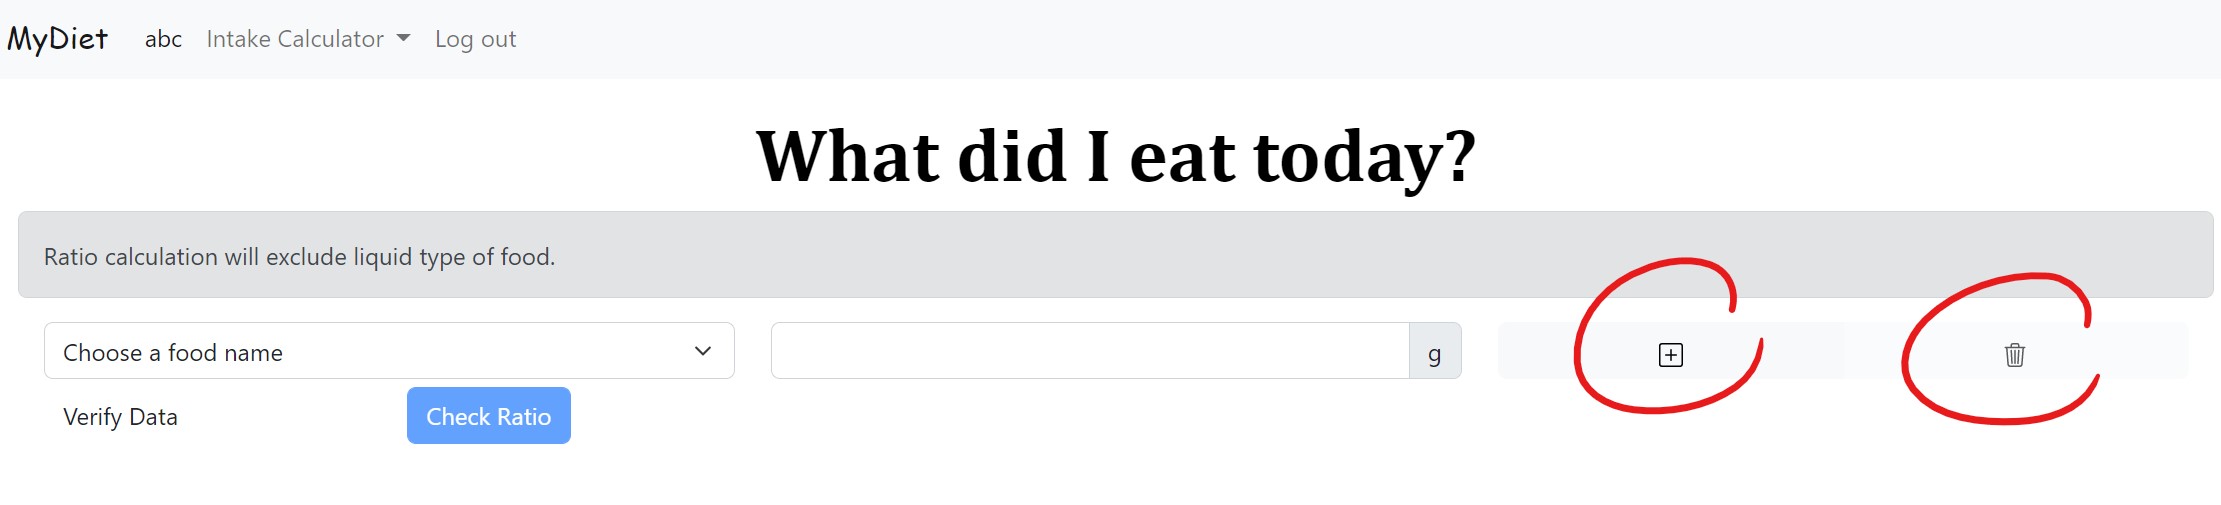 MyDiet abc Intake Calculator Log out
What did I eat today?
Ratio calculation will exclude liquid type of food.
Choose a food name g
Verify Data Check Ratio